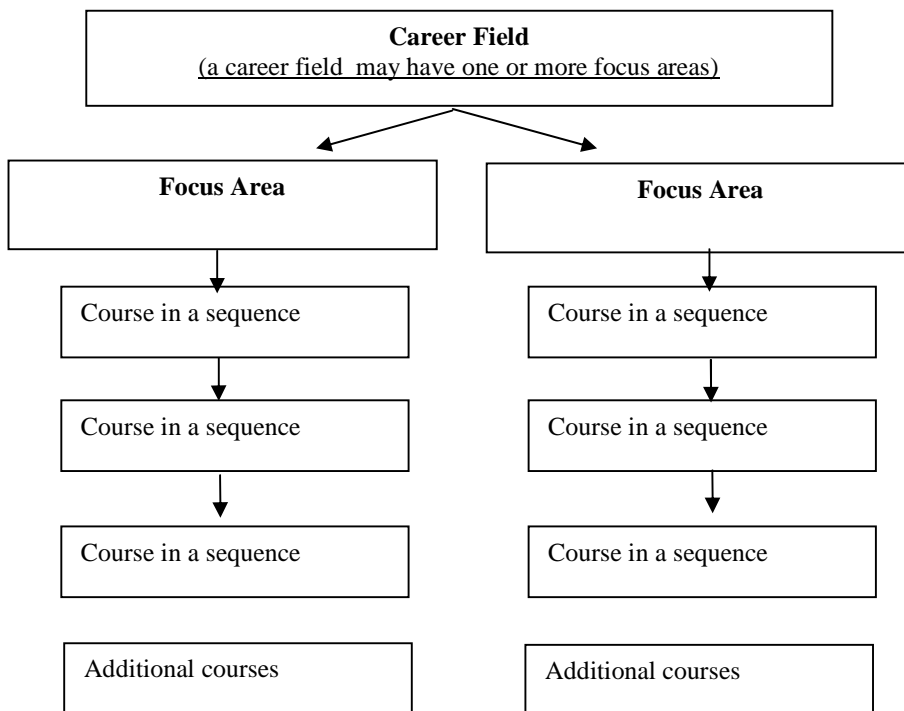 Career Field
(a career field may have one or more focus areas)
Focus Area
Focus Area
Course in a sequence
Course in a sequence
Course in a sequence
Course in a sequence
Course in a sequence
Course in a sequence
Additional courses
Additional courses